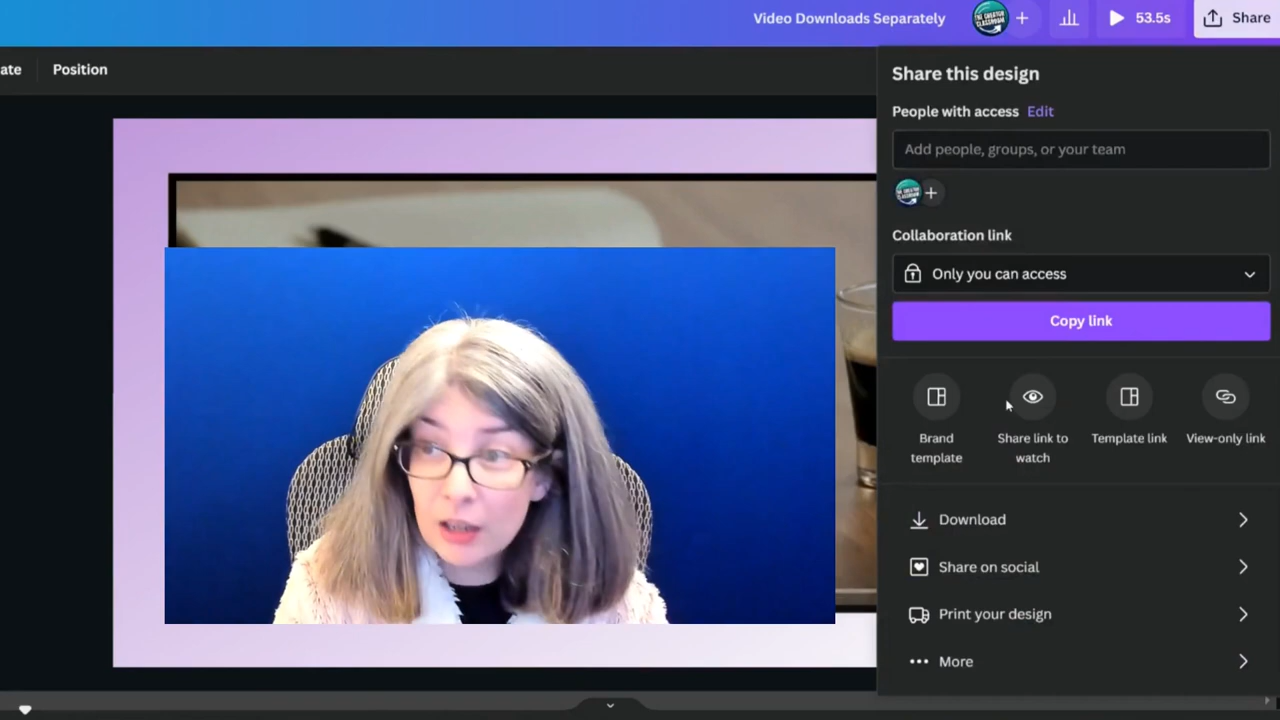 Video Downloads Separately
53.5s
Share
ate
Position
Share this design
People with access Edit
Add people, groups, or your team
Collaboration link
Only you can access
Copy link
Brand
template
Share link to
watch
Template link
View-only link
Download
Share on social
Print your design
More